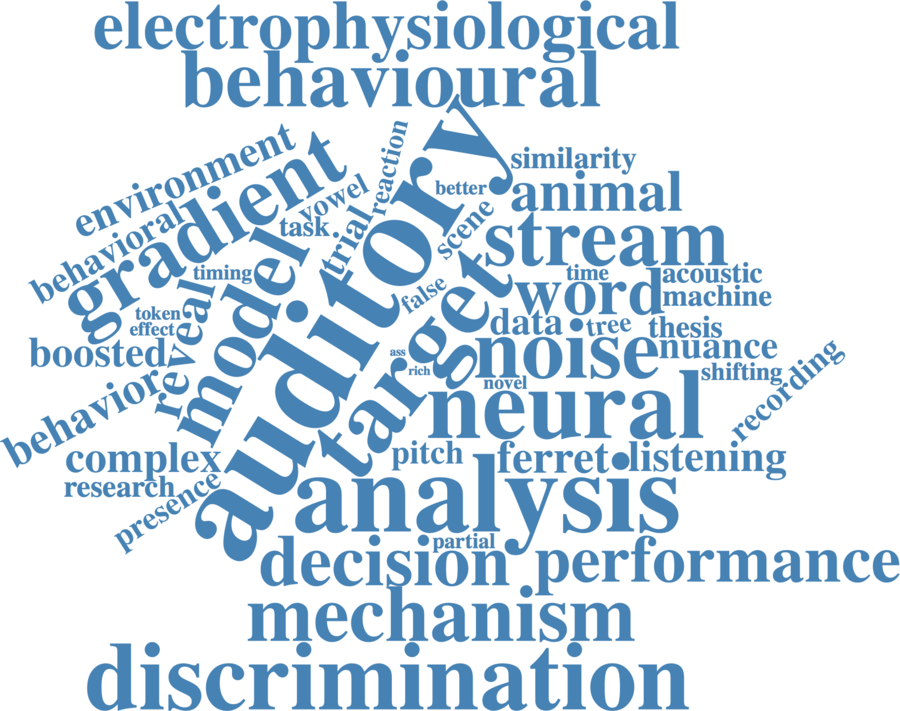 electrophysiological
behavioural
environment
gradient
behavioral
reaction
vowel
task
trial
auditory
better
scene
similarity
animal
stream
timing
model
false
target
time
acoustic
word
machine
token
effect
reveal
data
tree
thesis
boosted
noise
nuance
ass
rich
novel
shifting
recording
behavior
neural
complex
pitch
ferret
listening
research
presence
analysis
partial
decision
performance
mechanism
discrimination